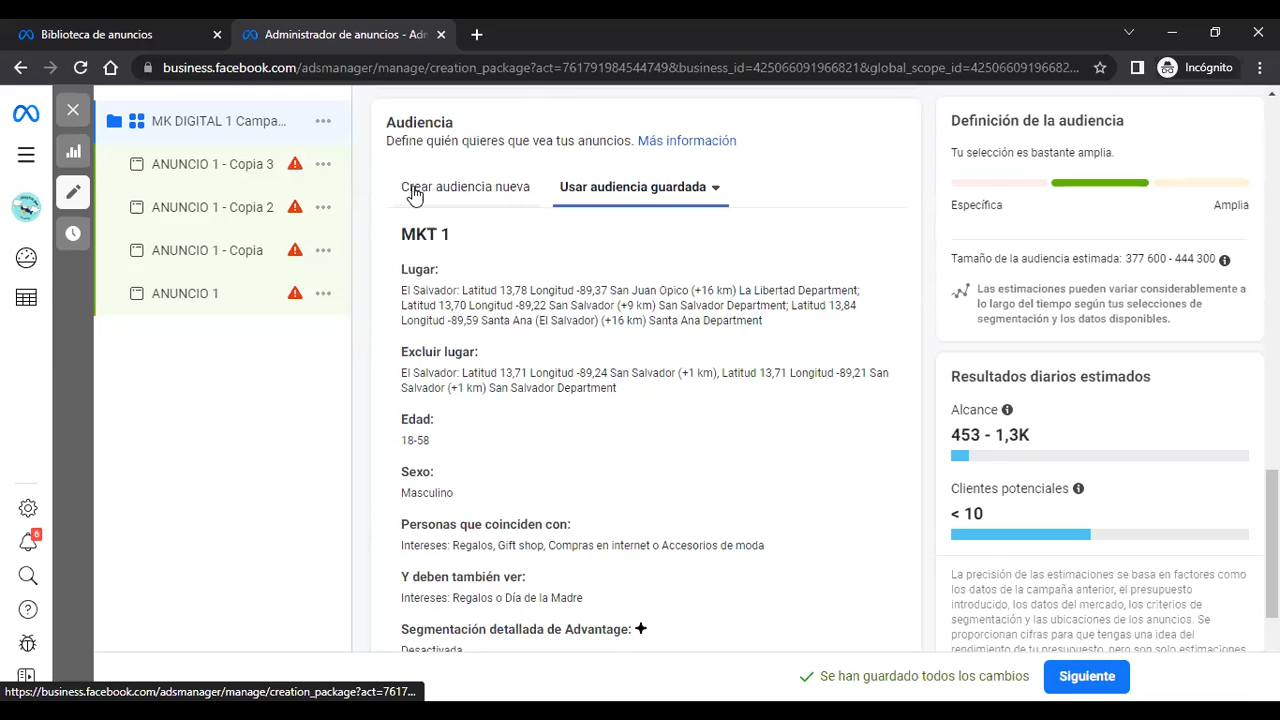 Biblioteca de anuncios
Administrador de anuncios - Adn
business.facebook.com/adsmanager/manage/creation_package?act=761791984544749&business_id=425066091966821&global_scope_id=42506609196682...
Incógnito
MK DIGITAL 1 Campa...
ANUNCIO 1 - Copia 3
ANUNCIO 1 - Copia 2
ANUNCIO 1 - Copia
ANUNCIO 1
6
Audiencia
Define quién quieres que vea tus anuncios. Más información
Crear audiencia nueva
Usar audiencia guardada
MKT 1
Lugar:
El Salvador: Latitud 13,78 Longitud -89,37 San Juan Opico (+16 km) La Libertad Department;
Latitud 13,70 Longitud -89,22 San Salvador (+9 km) San Salvador Department; Latitud 13,84
Longitud -89,59 Santa Ana (El Salvador) (+16 km) Santa Ana Department
Excluir lugar:
El Salvador: Latitud 13,71 Longitud -89,24 San Salvador (+1 km), Latitud 13,71 Longitud -89,21 San
Salvador (+1 km) San Salvador Department
Edad:
18-58
Sexo:
Masculino
Personas que coinciden con:
Intereses: Regalos, Gift shop, Compras en internet o Accesorios de moda
Y deben también ver:
Intereses: Regalos o Día de la Madre
Segmentación detallada de Advantage:
Desactivada
Definición de la audiencia
Tu selección es bastante amplia.
Específica
Amplia
Tamaño de la audiencia estimada: 377 600 - 444 300
Las estimaciones pueden variar considerablemente a
lo largo del tiempo según tus selecciones de
segmentación y los datos disponibles.
Resultados diarios estimados
Alcance
453 - 1,3K
Clientes potenciales
< 10
La precisión de las estimaciones se basa en factores como
los datos de la campaña anterior, el presupuesto
introducido, los datos del mercado, los criterios de
segmentación y las ubicaciones de los anuncios. Se
proporcionan cifras para que tengas una idea del
rendimiento de tu presupuesto, pero son solo estimaciones
Se han guardado todos los cambios
Siguiente
https://business.facebook.com/adsmanager/manage/creation_package?act=7617...